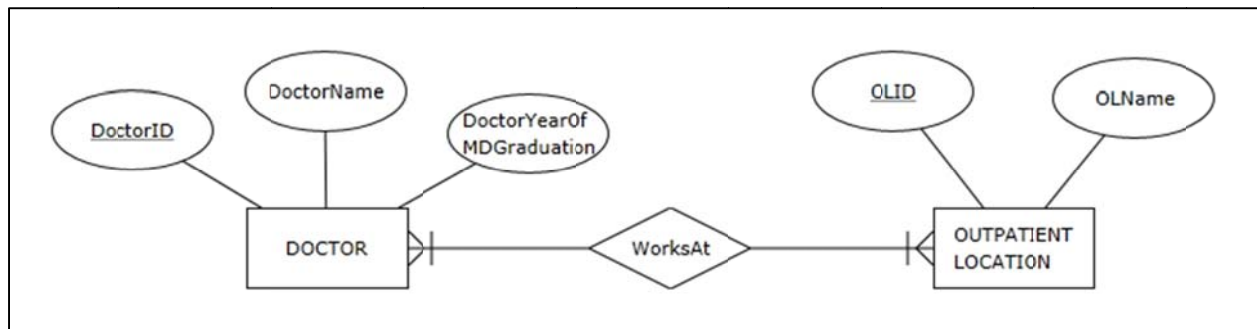 DoctorID
DoctorName
DoctorYearOf
MDGraduation
OLID
OLName
DOCTOR
WorksAt
OUTPATIENT
LOCATION